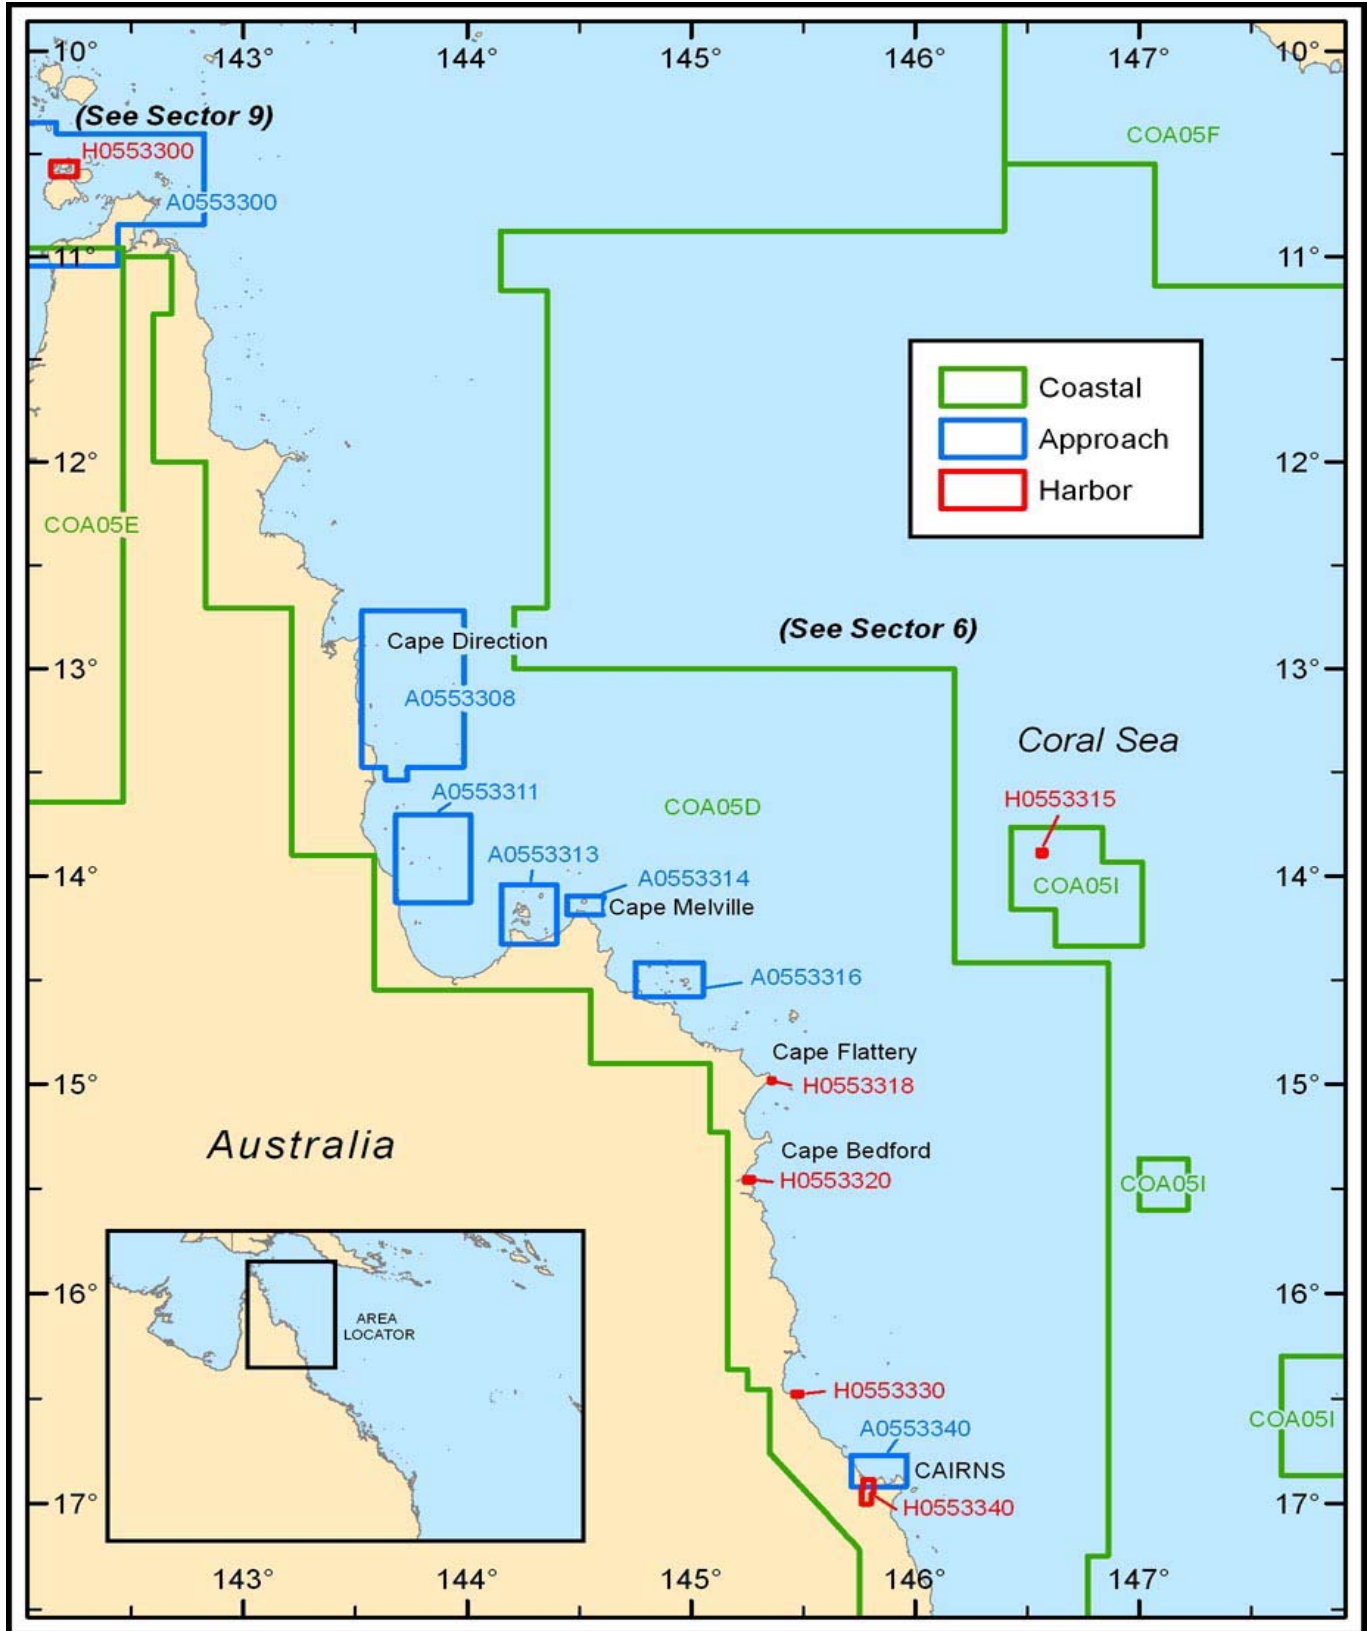 10°
143°
144°
145°
146°
147°
10°
(See Sector 9)
H0553300
A0553300
COA05F
11°
11°
Coastal
Approach
Harbor
12°
12°
COA05E
(See Sector 6)
Cape Direction
13°
13°
A0553308
Coral Sea
A0553311
COA05D
H0553315
A0553313
14°
A0553314
COA05I
14°
Cape Melville
A0553316
Cape Flattery
15°
H0553318
15°
Australia
Cape Bedford
H0553320
COA05I
16°
16°
AREA
LOCATOR
H0553330
COA05I
A0553340
CAIRNS
17°
H0553340
17°
143°
144°
145°
146°
147°